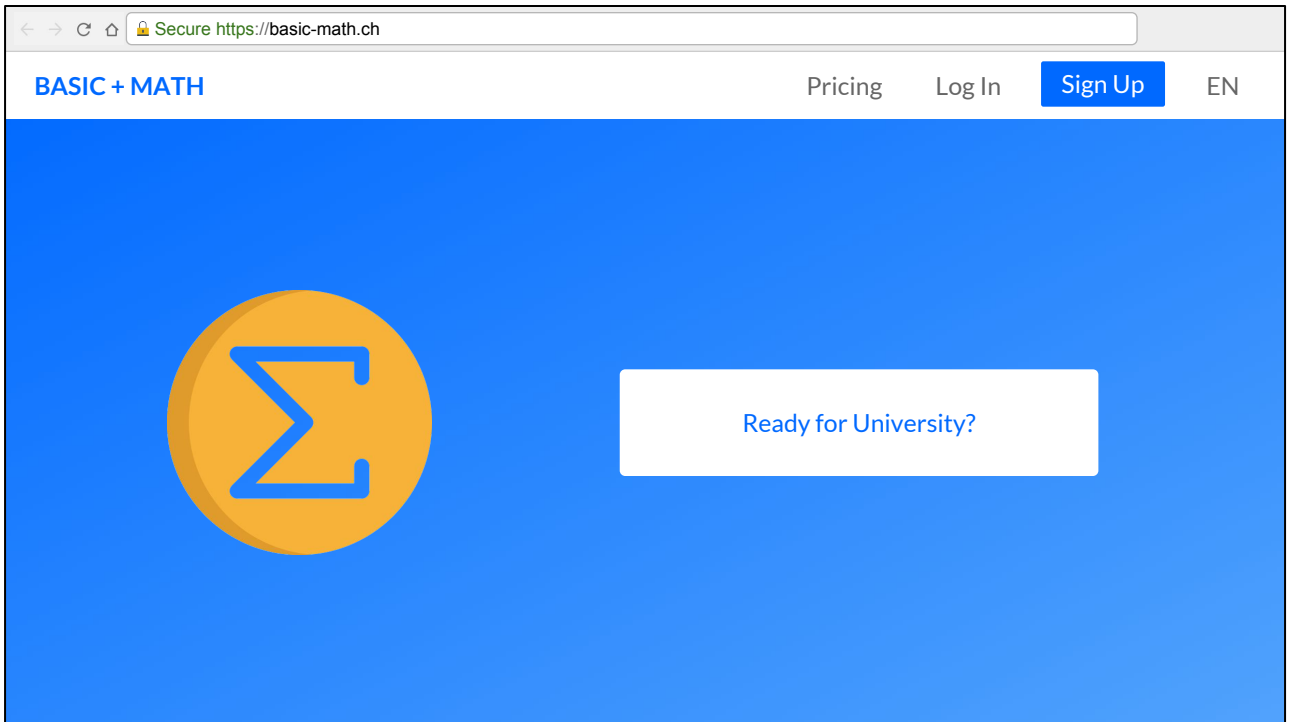 Secure https://basic-math.ch
BASIC + MATH Pricing Log In Sign Up EN
Σ
Ready for University?